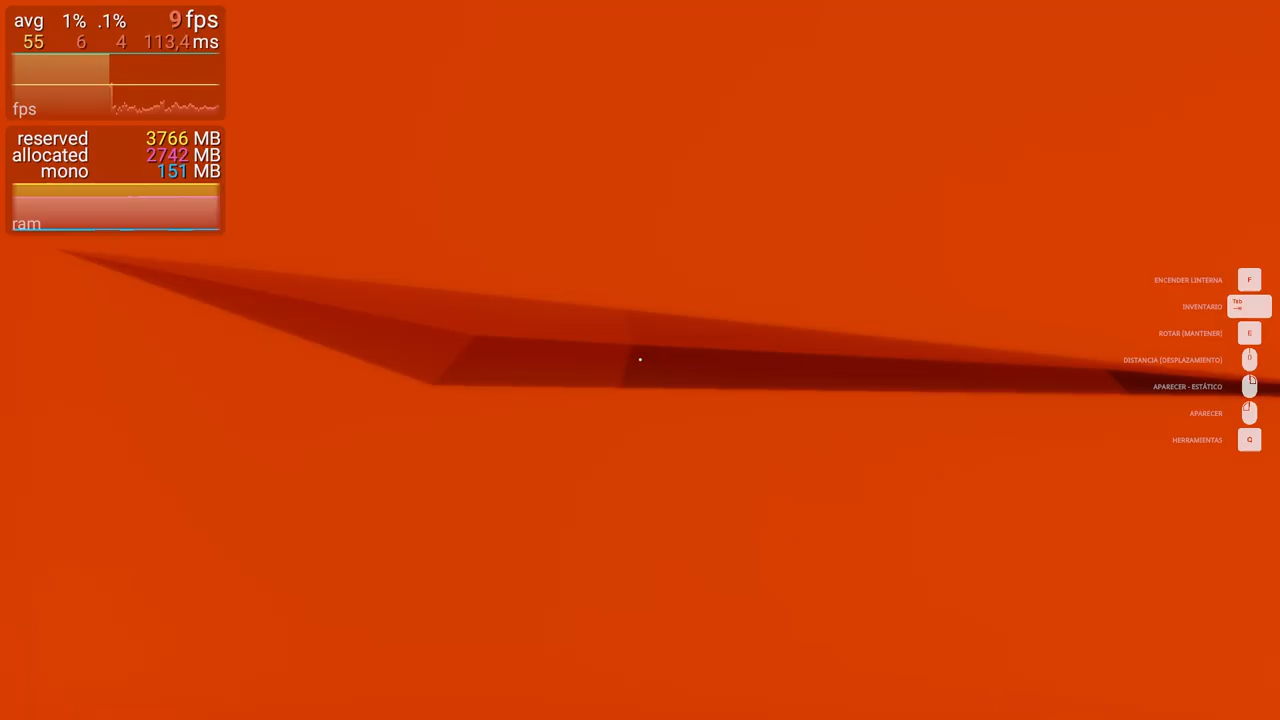 avg 1% .1% 9 fps
55 6 4 113,4 ms
fps
reserved 3766 MB
allocated 2742 MB
mono 151 MB
ram
ENCENDER LINTERNA F
INVENTARIO Tab
ROTAR (MANTENER) E
DISTANCIA (DESPLAZAMIENTO)
APARECER - ESTÁTICO
APARECER
HERRAMIENTAS Q